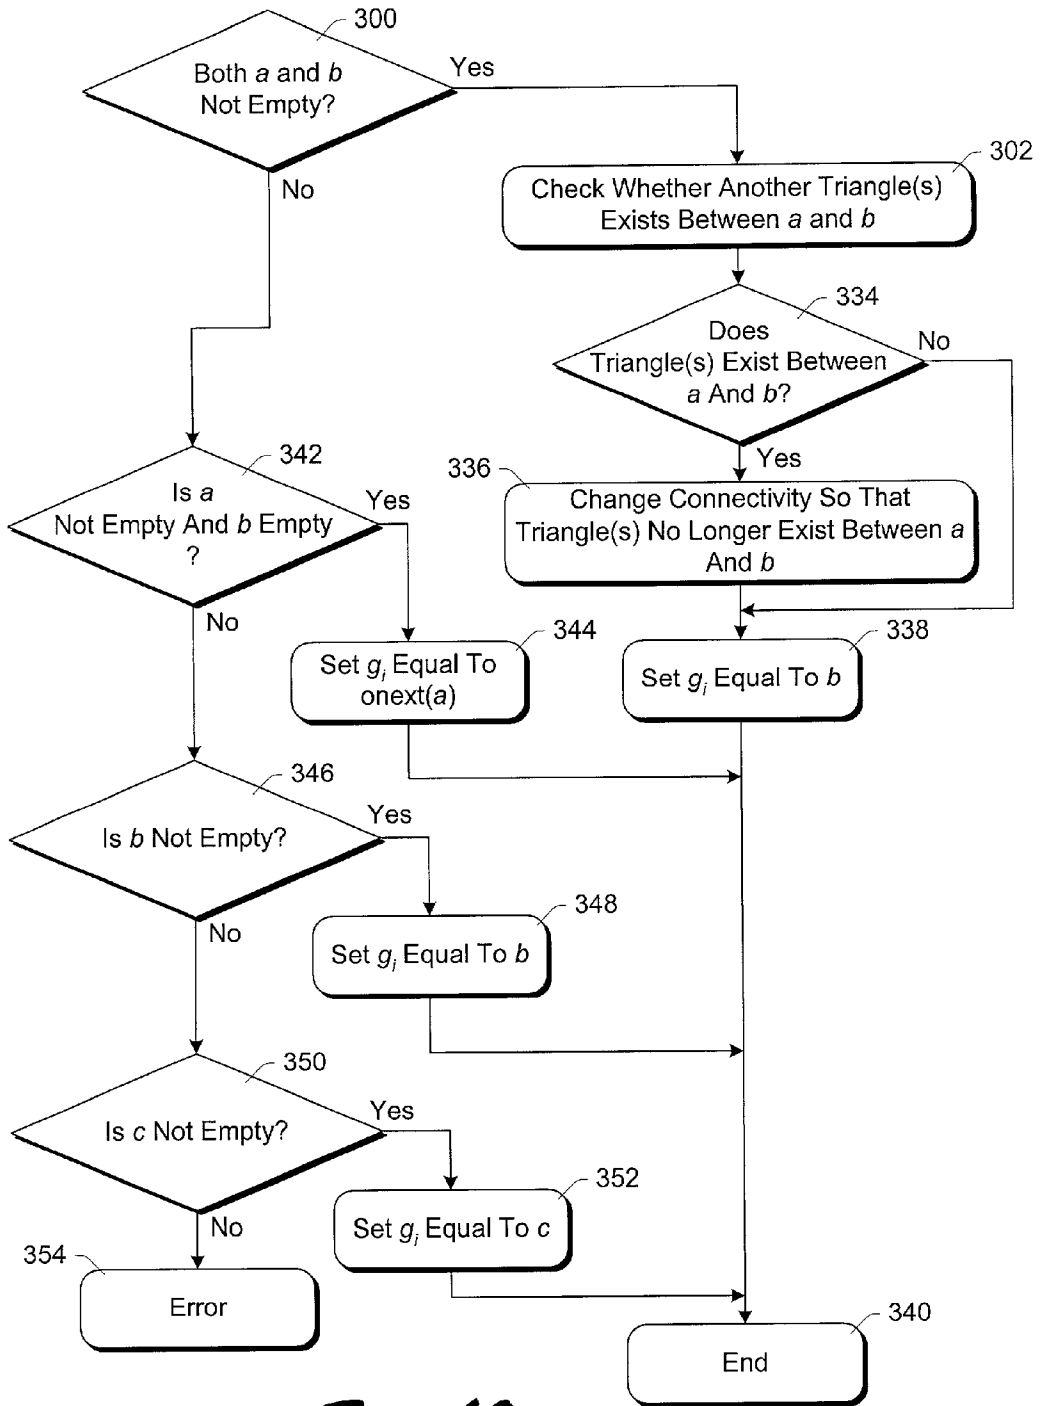 300
Both a and b
Not Empty?
Yes
No
302
Check Whether Another Triangle(s)
Exists Between a and b
334
Does
Triangle(s) Exist Between
a And b?
No
Yes
336
Change Connectivity So That
Triangle(s) No Longer Exist Between a
And b
342
Is a
Not Empty And b Empty
?
Yes
No
344
Set gi Equal To
onext(a)
338
Set gi Equal To b
346
Is b Not Empty?
Yes
No
348
Set gi Equal To b
350
Is c Not Empty?
Yes
No
352
Set gi Equal To c
354
Error
340
End